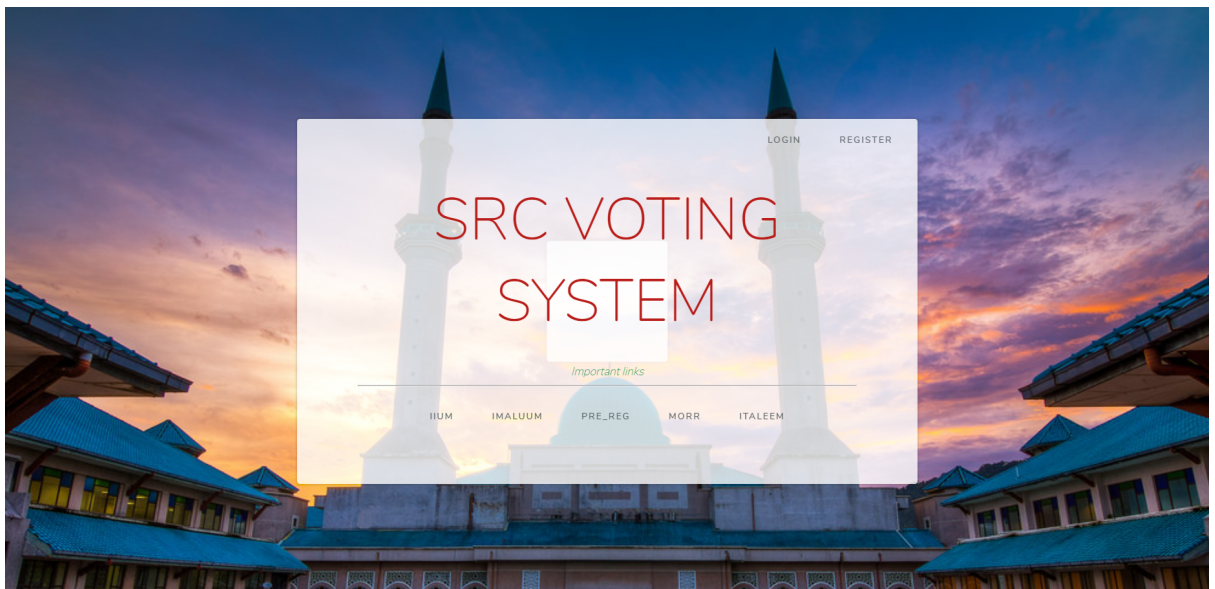 LOGIN REGISTER
SRC VOTING
SYSTEM
Important links
IIUM IMALUUM PRE_REG MORR ITALEEM